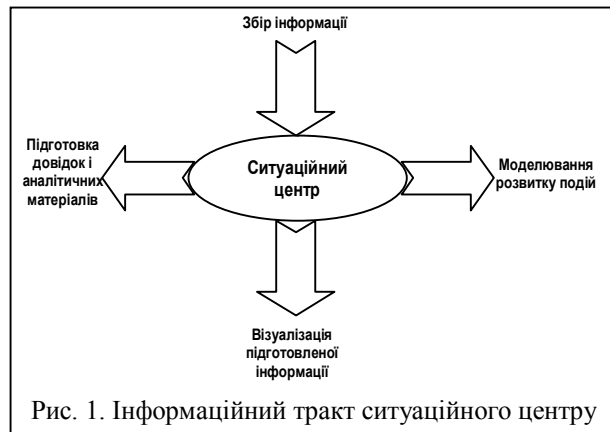 Збір інформації
Підготовка
довідок і
аналітичних
матеріалів
Ситуаційний
центр
Моделювання
розвитку подій
Візуалізація
підготовленої
інформації
Рис. 1. Інформаційний тракт ситуаційного центру